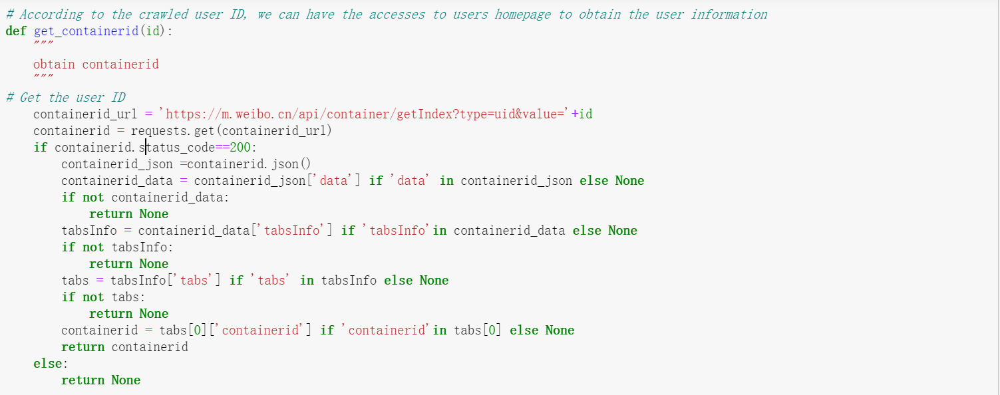 # According to the crawled user ID, we can have the accesses to users homepage to obtain the user information
def get_containerid(id):
    """
    obtain containerid
    """
# Get the user ID
    containerid_url = 'https://m.weibo.cn/api/container/getIndex?type=uid&value='+id
    containerid = requests.get(containerid_url)
    if containerid.status_code==200:
        containerid_json =containerid.json()
        containerid_data = containerid_json['data'] if 'data' in containerid_json else None
        if not containerid_data:
            return None
        tabsInfo = containerid_data['tabsInfo'] if 'tabsInfo'in containerid_data else None
        if not tabsInfo:
            return None
        tabs = tabsInfo['tabs'] if 'tabs' in tabsInfo else None
        if not tabs:
            return None
        containerid = tabs[0]['containerid'] if 'containerid'in tabs[0] else None
        return containerid
    else:
        return None